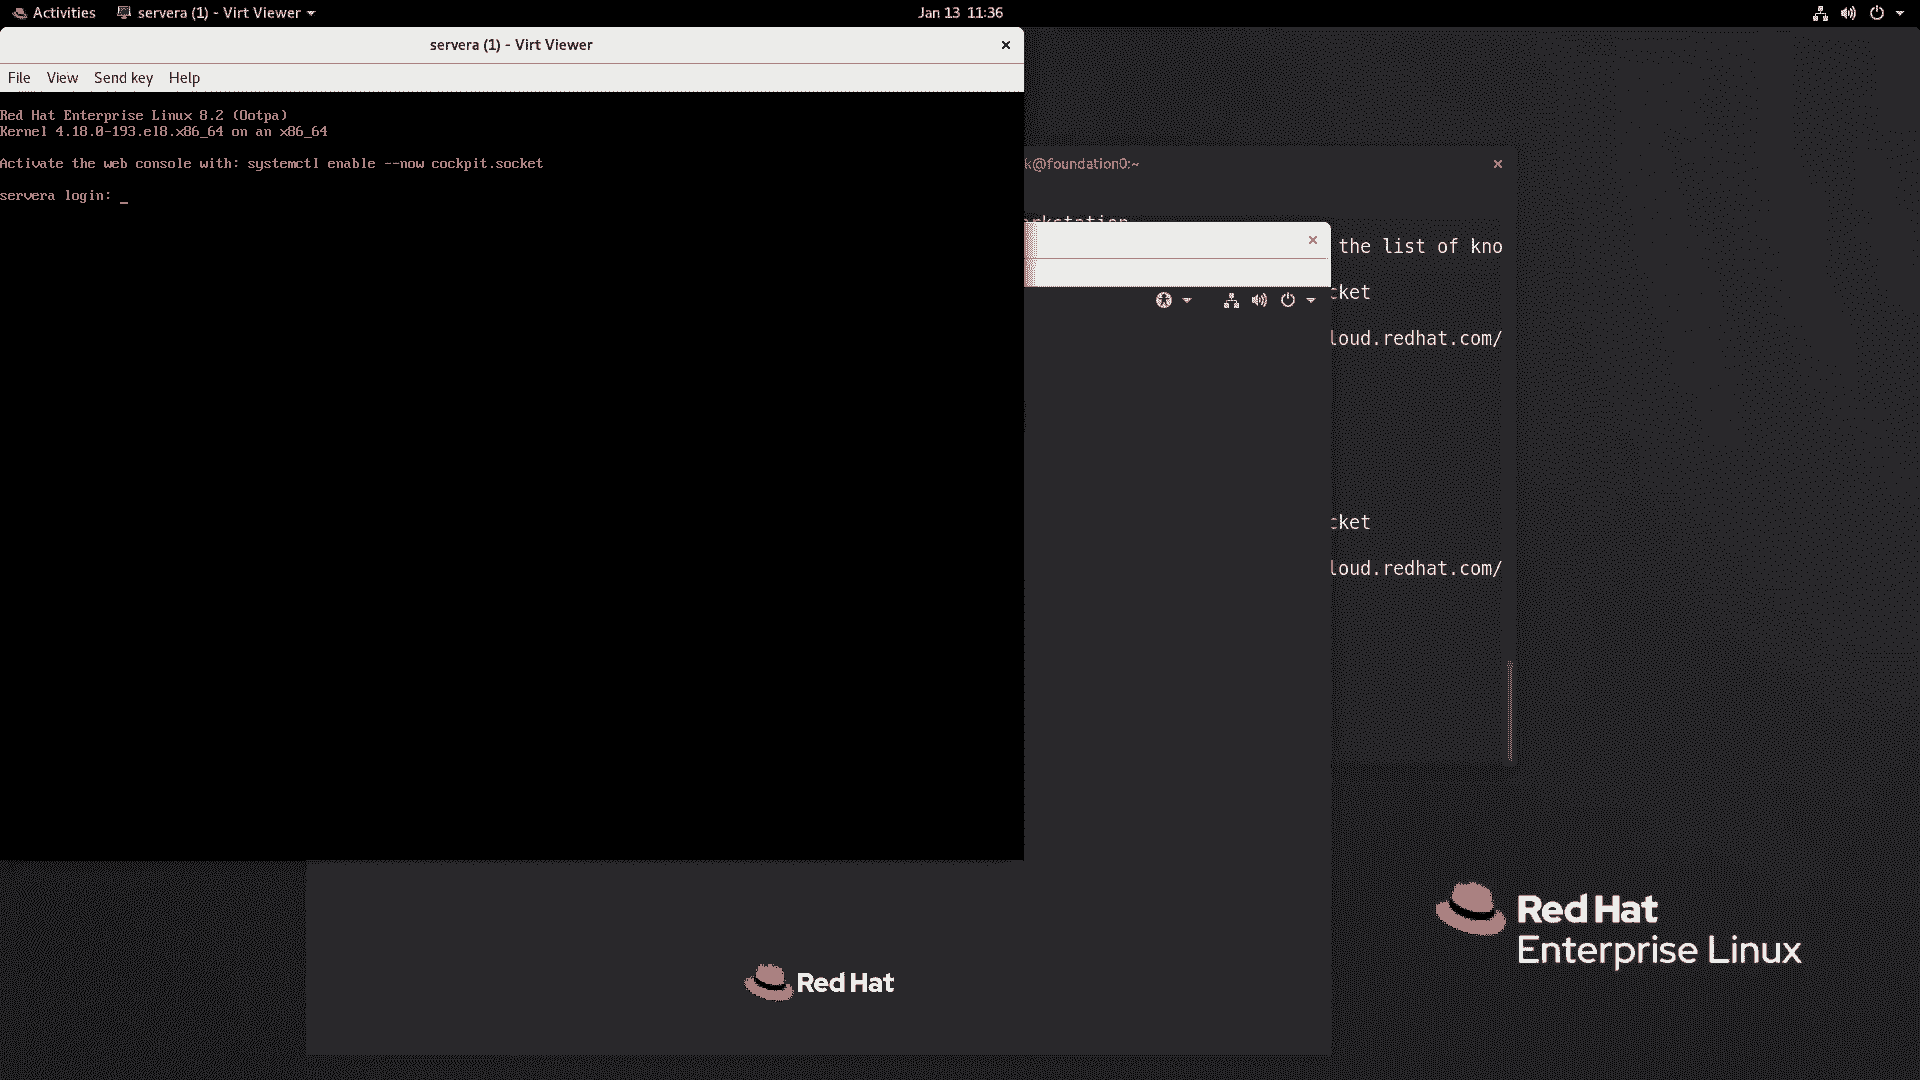 Activities servera (1) - Virt Viewer Jan 13 11:36
servera (1) - Virt Viewer
File View Send key Help
Red Hat Enterprise Linux 8.2 (Ootpa)
Kernel 4.18.0-193.el8.x86_64 on an x86_64
Activate the web console with: systemctl enable --now cockpit.socket
servera login: _
k@foundation0:~
the list of kno
cket
loud.redhat.com/
cket
loud.redhat.com/
Red Hat
Red Hat
Enterprise Linux